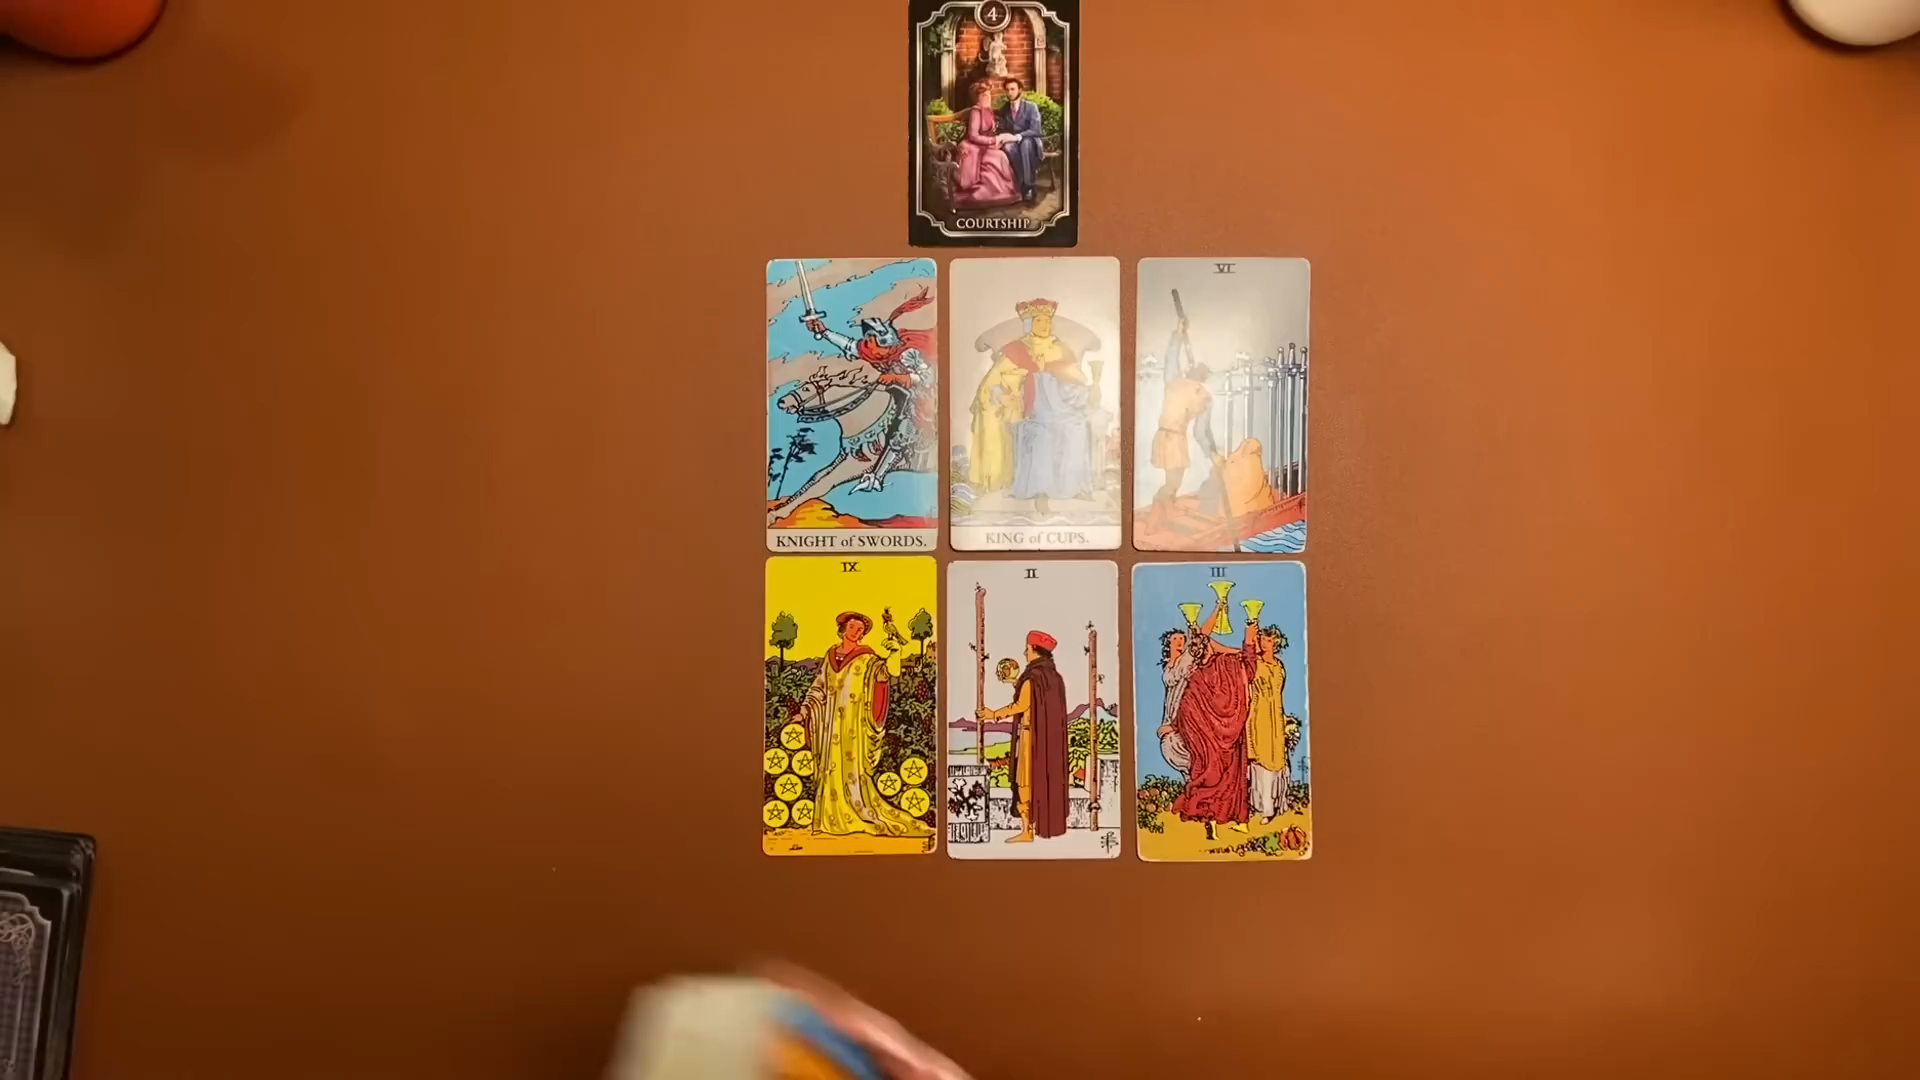 4
COURTSHIP
VI
KNIGHT of SWORDS.
KING of CUPS.
IX
II
III